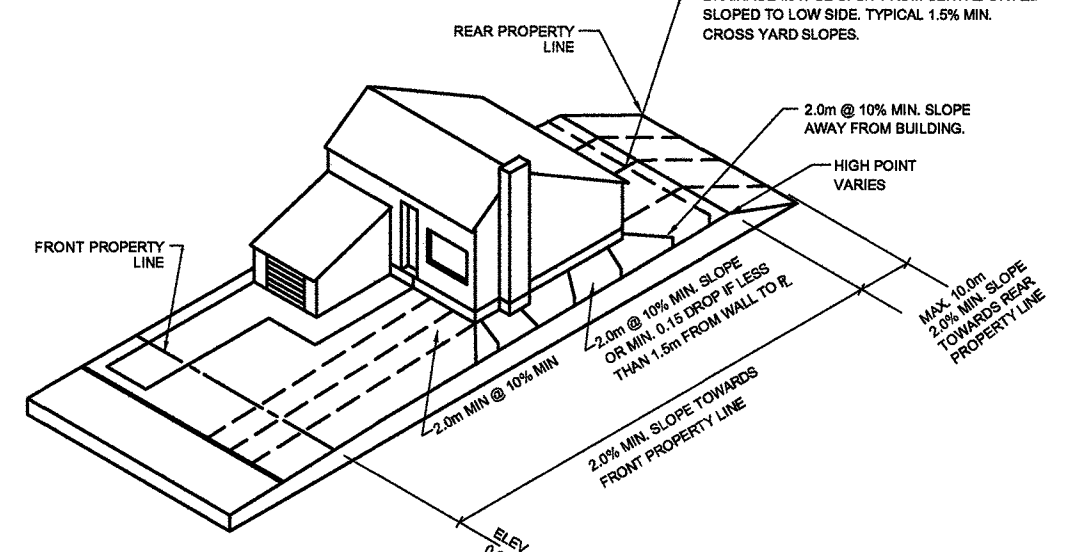 SLOPED TO LOW SIDE. TYPICAL 1.5% MIN.
CROSS YARD SLOPES.
REAR PROPERTY
LINE
2.0m @ 10% MIN. SLOPE
AWAY FROM BUILDING.
HIGH POINT
VARIES
FRONT PROPERTY
LINE
MAX. 10.0m
2.0% MIN. SLOPE
TOWARDS REAR
PROPERTY LINE
2.0m @ 10% MIN. SLOPE
OR MIN. 0.15 DROP IF LESS
THAN 1.5m FROM WALL TO ⅊
2.0m MIN @ 10% MIN
2.0% MIN. SLOPE TOWARDS
FRONT PROPERTY LINE
ELEV